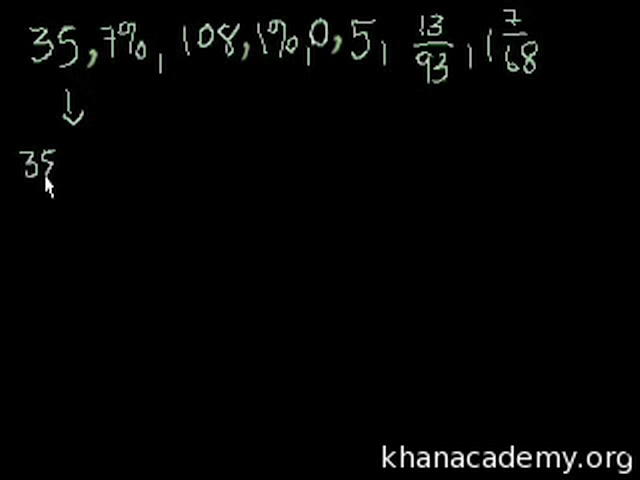 35,7%, 108,1%, 0,5, 13/93, 1 7/68
↓
35
khanacademy.org